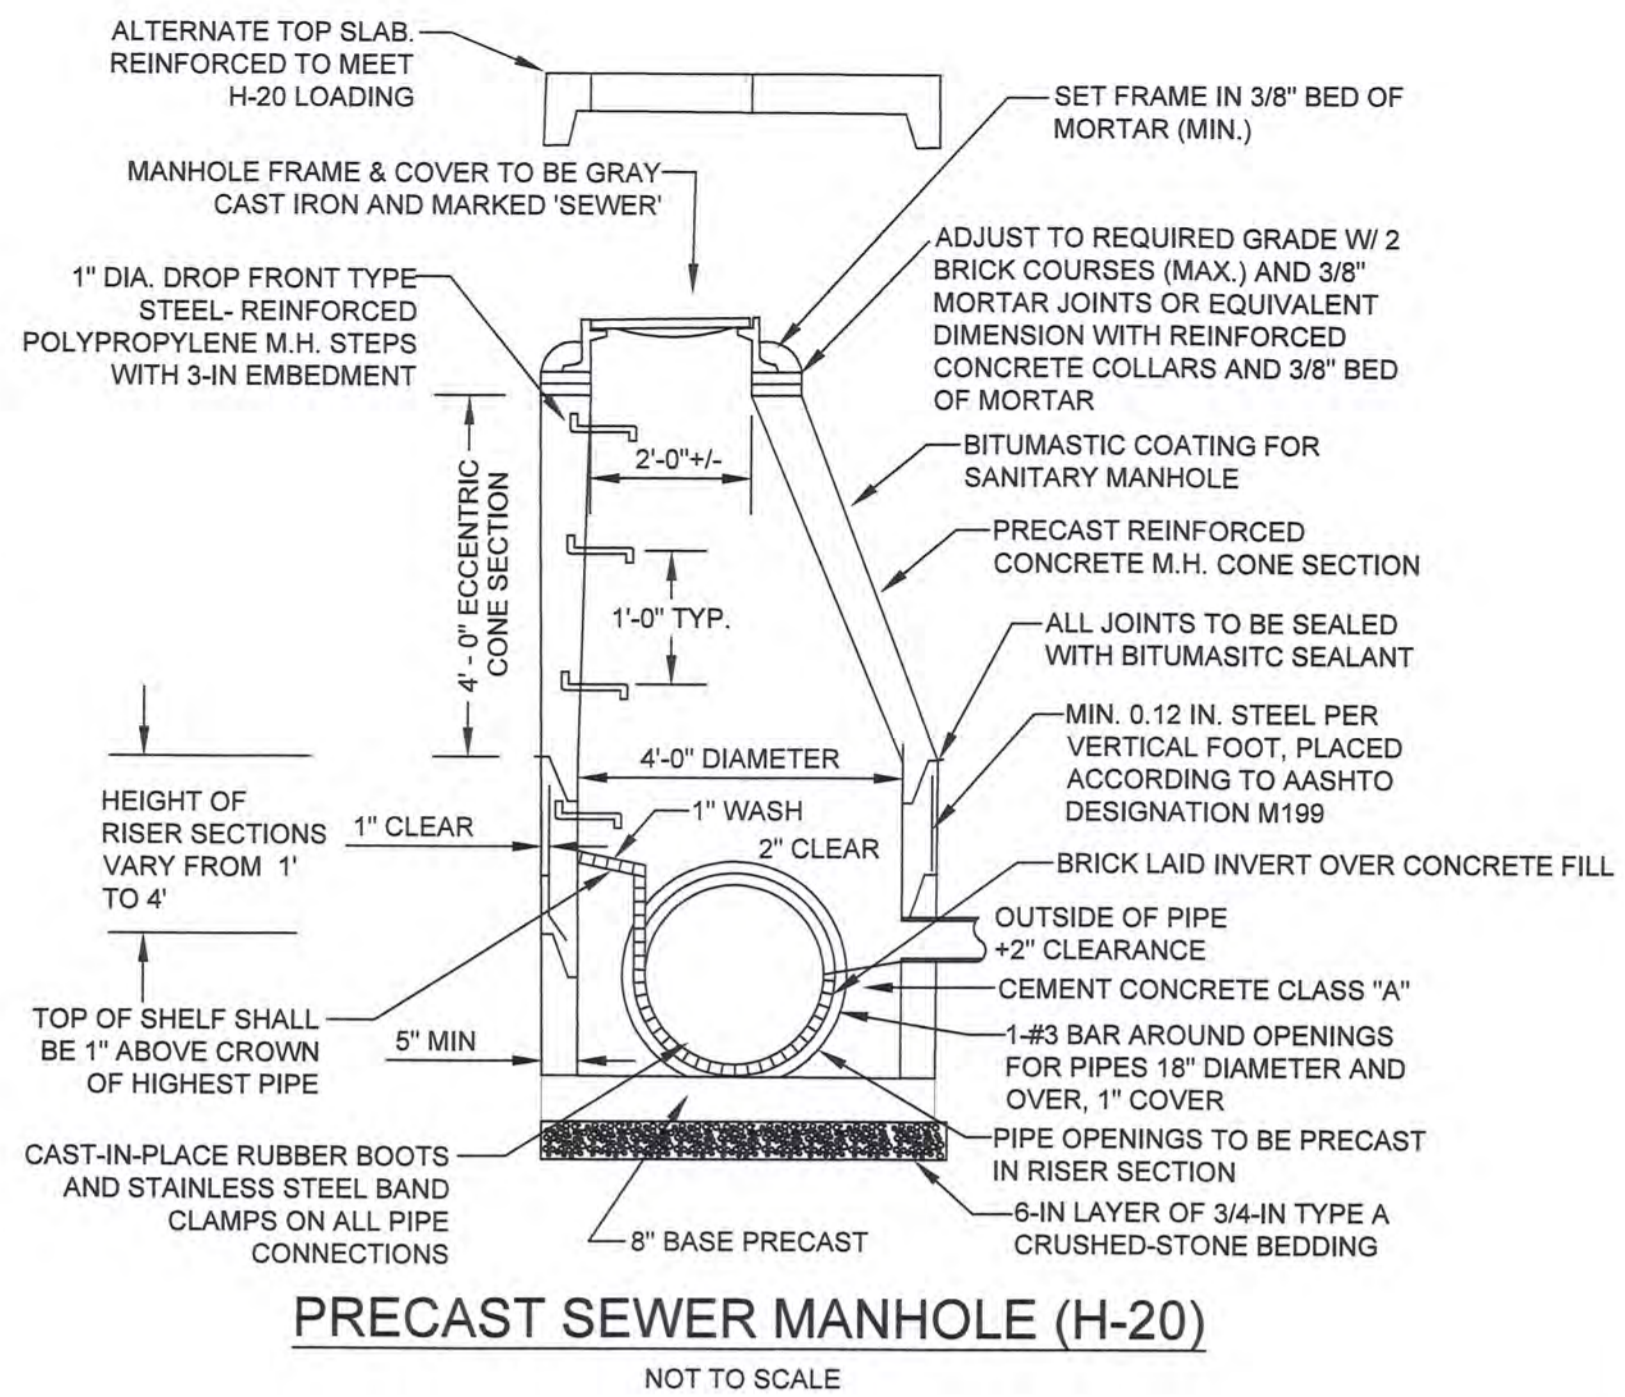 ALTERNATE TOP SLAB.
REINFORCED TO MEET
H-20 LOADING
SET FRAME IN 3/8" BED OF
MORTAR (MIN.)
MANHOLE FRAME & COVER TO BE GRAY
CAST IRON AND MARKED 'SEWER'
ADJUST TO REQUIRED GRADE W/ 2
BRICK COURSES (MAX.) AND 3/8"
MORTAR JOINTS OR EQUIVALENT
DIMENSION WITH REINFORCED
CONCRETE COLLARS AND 3/8" BED
OF MORTAR
1" DIA. DROP FRONT TYPE
STEEL- REINFORCED
POLYPROPYLENE M.H. STEPS
WITH 3-IN EMBEDMENT
BITUMASTIC COATING FOR
SANITARY MANHOLE
2'-0"+/-
4' - 0" ECCENTRIC
CONE SECTION
PRECAST REINFORCED
CONCRETE M.H. CONE SECTION
1'-0" TYP.
ALL JOINTS TO BE SEALED
WITH BITUMASITC SEALANT
MIN. 0.12 IN. STEEL PER
VERTICAL FOOT, PLACED
ACCORDING TO AASHTO
DESIGNATION M199
4'-0" DIAMETER
HEIGHT OF
RISER SECTIONS
VARY FROM 1'
TO 4'
1" CLEAR
1" WASH
2" CLEAR
BRICK LAID INVERT OVER CONCRETE FILL
OUTSIDE OF PIPE
+2" CLEARANCE
CEMENT CONCRETE CLASS "A"
TOP OF SHELF SHALL
BE 1" ABOVE CROWN
OF HIGHEST PIPE
5" MIN
1-#3 BAR AROUND OPENINGS
FOR PIPES 18" DIAMETER AND
OVER, 1" COVER
PIPE OPENINGS TO BE PRECAST
IN RISER SECTION
CAST-IN-PLACE RUBBER BOOTS
AND STAINLESS STEEL BAND
CLAMPS ON ALL PIPE
CONNECTIONS
8" BASE PRECAST
6-IN LAYER OF 3/4-IN TYPE A
CRUSHED-STONE BEDDING
PRECAST SEWER MANHOLE (H-20)
NOT TO SCALE